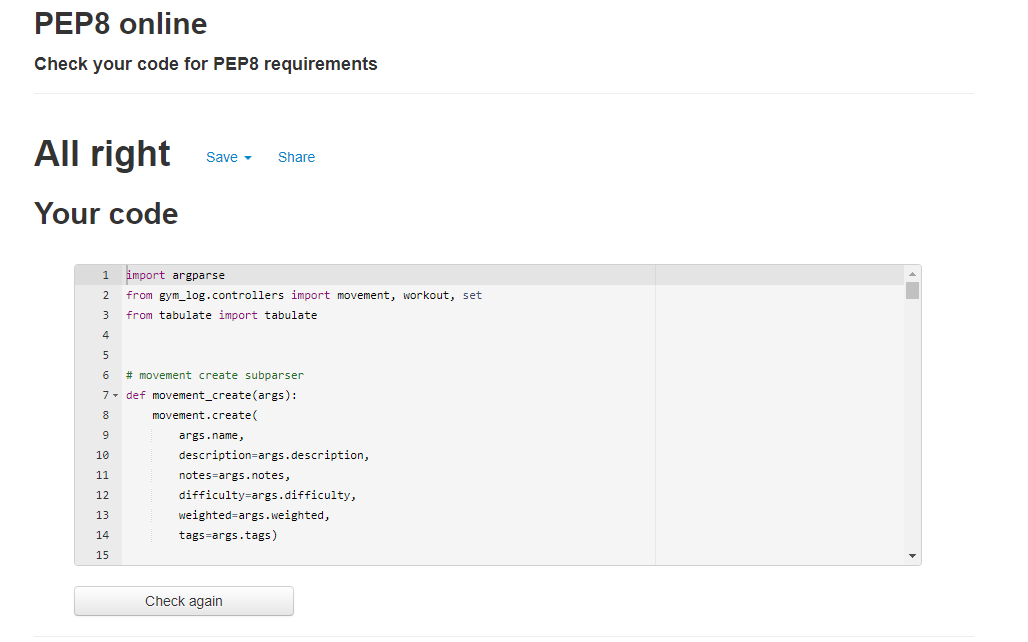 PEP8 online
Check your code for PEP8 requirements
All right Save Share
Your code
1 import argparse
2 from gym_log.controllers import movement, workout, set
3 from tabulate import tabulate
4
5
6 # movement create subparser
7 def movement_create(args):
8 movement.create(
9 args.name,
10 description=args.description,
11 notes=args.notes,
12 difficulty=args.difficulty,
13 weighted=args.weighted,
14 tags=args.tags)
15
Check again